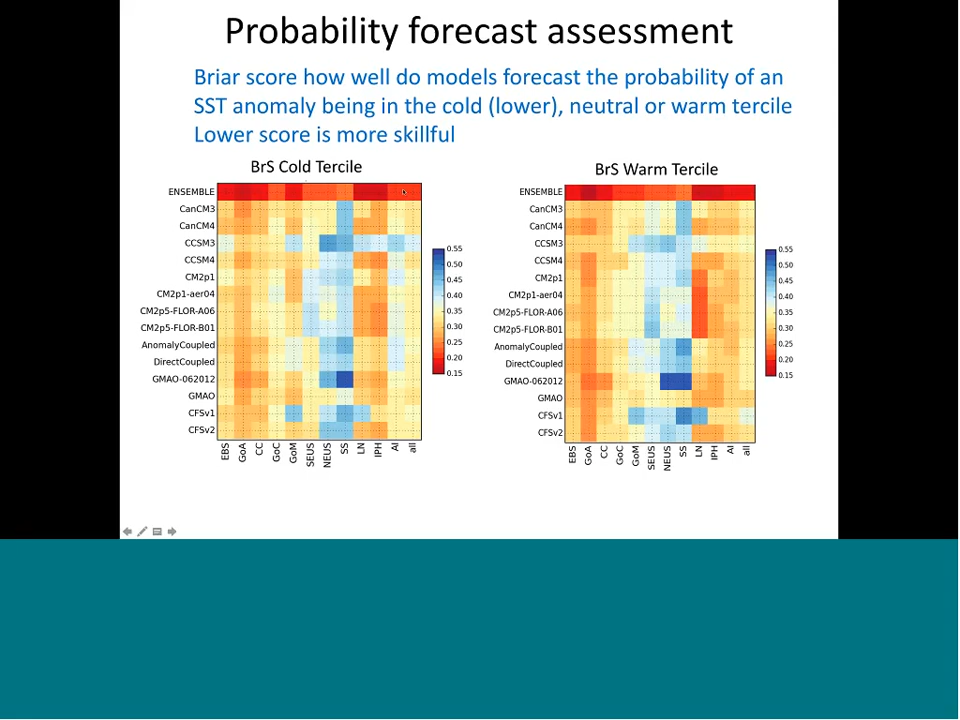 Probability forecast assessment
Briar score how well do models forecast the probability of an
SST anomaly being in the cold (lower), neutral or warm tercile
Lower score is more skillful
BrS Cold Tercile
ENSEMBLE
CanCM3
CanCM4
CCSM3
CCSM4
CM2p1
CM2p1-aer04
CM2p5-FLOR-A06
CM2p5-FLOR-B01
AnomalyCoupled
DirectCoupled
GMAO-062012
GMAO
CFSv1
CFSv2
EBS GoA CC GoC GoM SEUS NEUS SS LN IPH AI all
0.55
0.50
0.45
0.40
0.35
0.30
0.25
0.20
0.15
BrS Warm Tercile
ENSEMBLE
CanCM3
CanCM4
CCSM3
CCSM4
CM2p1
CM2p1-aer04
CM2p5-FLOR-A06
CM2p5-FLOR-B01
AnomalyCoupled
DirectCoupled
GMAO-062012
GMAO
CFSv1
CFSv2
EBS GoA CC GoC GoM SEUS NEUS SS LN IPH AI all
0.55
0.50
0.45
0.40
0.35
0.30
0.25
0.20
0.15